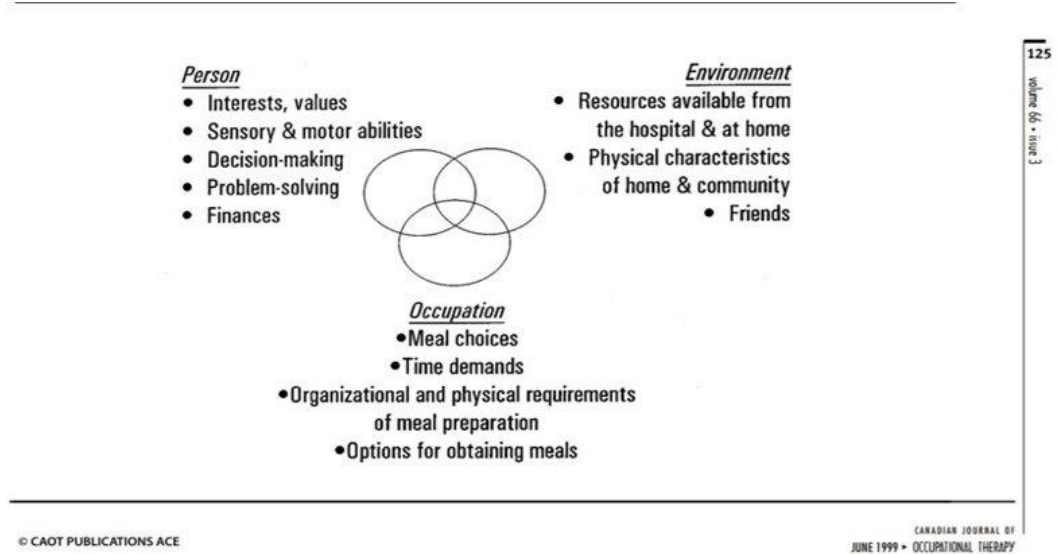 Person
• Interests, values
• Sensory & motor abilities
• Decision-making
• Problem-solving
• Finances
Environment
• Resources available from
the hospital & at home
• Physical characteristics
of home & community
• Friends
Occupation
•Meal choices
•Time demands
•Organizational and physical requirements
of meal preparation
•Options for obtaining meals
125
volume 66 • issue 3
© CAOT PUBLICATIONS ACE
CANADIAN JOURNAL OF
JUNE 1999 ▸ OCCUPATIONAL THERAPY